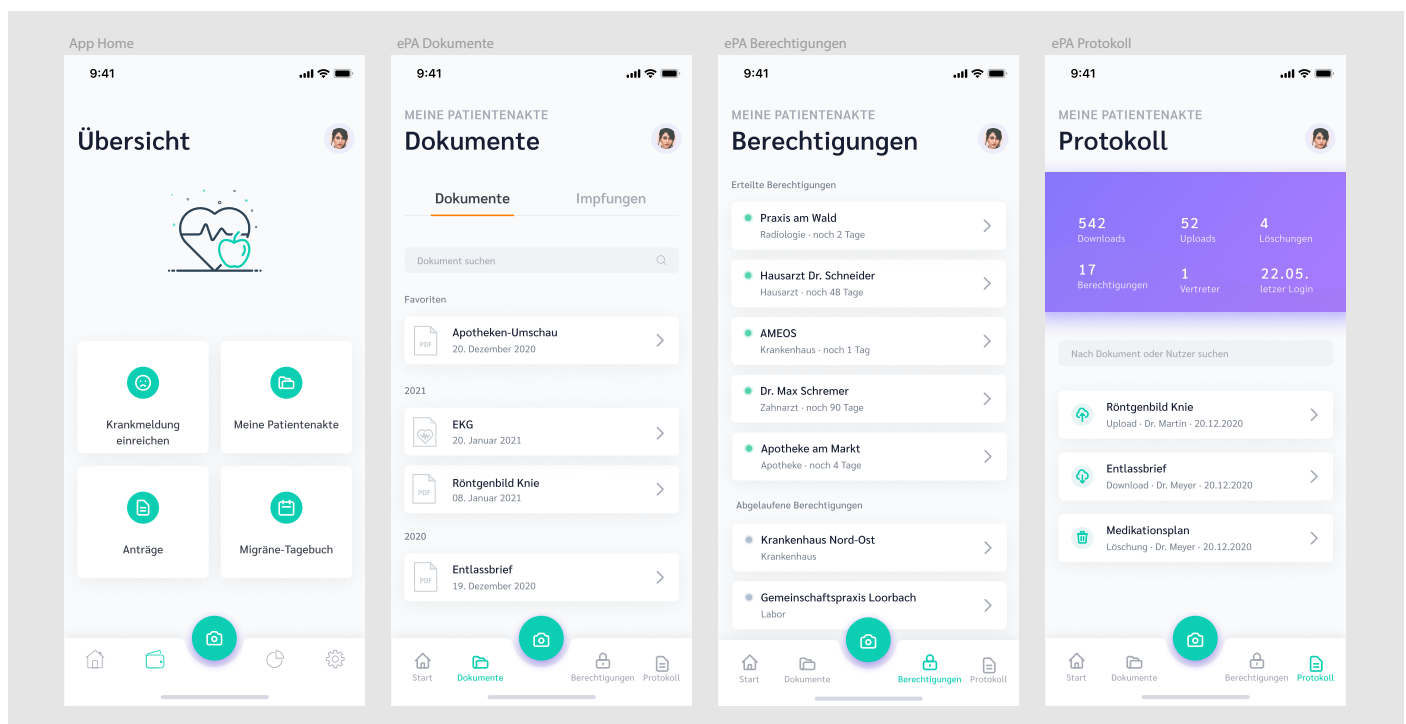 App Home
9:41
Übersicht
Krankmeldung
einreichen
Meine Patientenakte
Anträge
Migräne-Tagebuch
ePA Dokumente
9:41
MEINE PATIENTENAKTE
Dokumente
Dokumente
Impfungen
Dokument suchen
Favoriten
PDF
Apotheken-Umschau
20. Dezember 2020
2021
EKG
20. Januar 2021
PDF
Röntgenbild Knie
08. Januar 2021
2020
PDF
Entlassbrief
19. Dezember 2020
Start
Dokumente
Berechtigungen
Protokoll
ePA Berechtigungen
9:41
MEINE PATIENTENAKTE
Berechtigungen
Erteilte Berechtigungen
Praxis am Wald
Radiologie · noch 2 Tage
Hausarzt Dr. Schneider
Hausarzt · noch 48 Tage
AMEOS
Krankenhaus · noch 1 Tag
Dr. Max Schremer
Zahnarzt · noch 90 Tage
Apotheke am Markt
Apotheke · noch 4 Tage
Abgelaufene Berechtigungen
Krankenhaus Nord-Ost
Krankenhaus
Gemeinschaftspraxis Loorbach
Labor
Start
Dokumente
Berechtigungen
Protokoll
ePA Protokoll
9:41
MEINE PATIENTENAKTE
Protokoll
542
Downloads
52
Uploads
4
Löschungen
17
Berechtigungen
1
Vertreter
22.05.
letzer Login
Nach Dokument oder Nutzer suchen
Röntgenbild Knie
Upload · Dr. Martin · 20.12.2020
Entlassbrief
Download · Dr. Meyer · 20.12.2020
Medikationsplan
Löschung · Dr. Meyer · 20.12.2020
Start
Dokumente
Berechtigungen
Protokoll